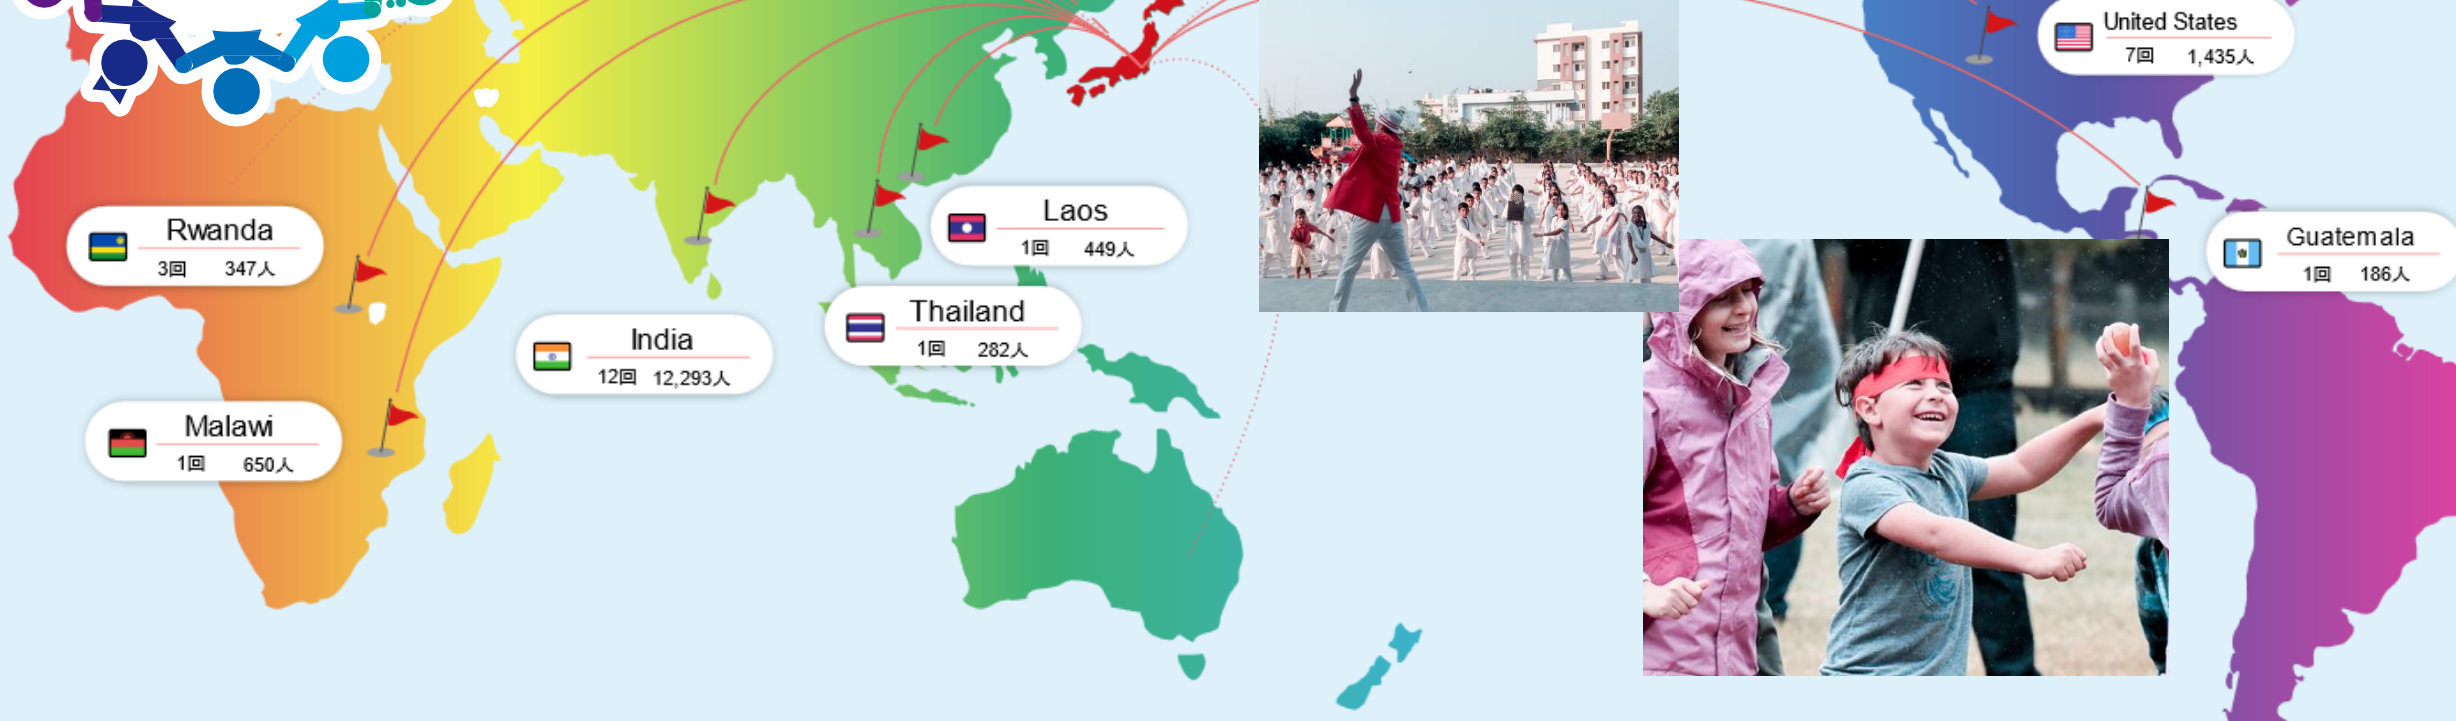 United States
7回 1,435人
Rwanda
3回 347人
Laos
1回 449人
Guatemala
1回 186人
Thailand
1回 282人
India
12回 12,293人
Malawi
1回 650人